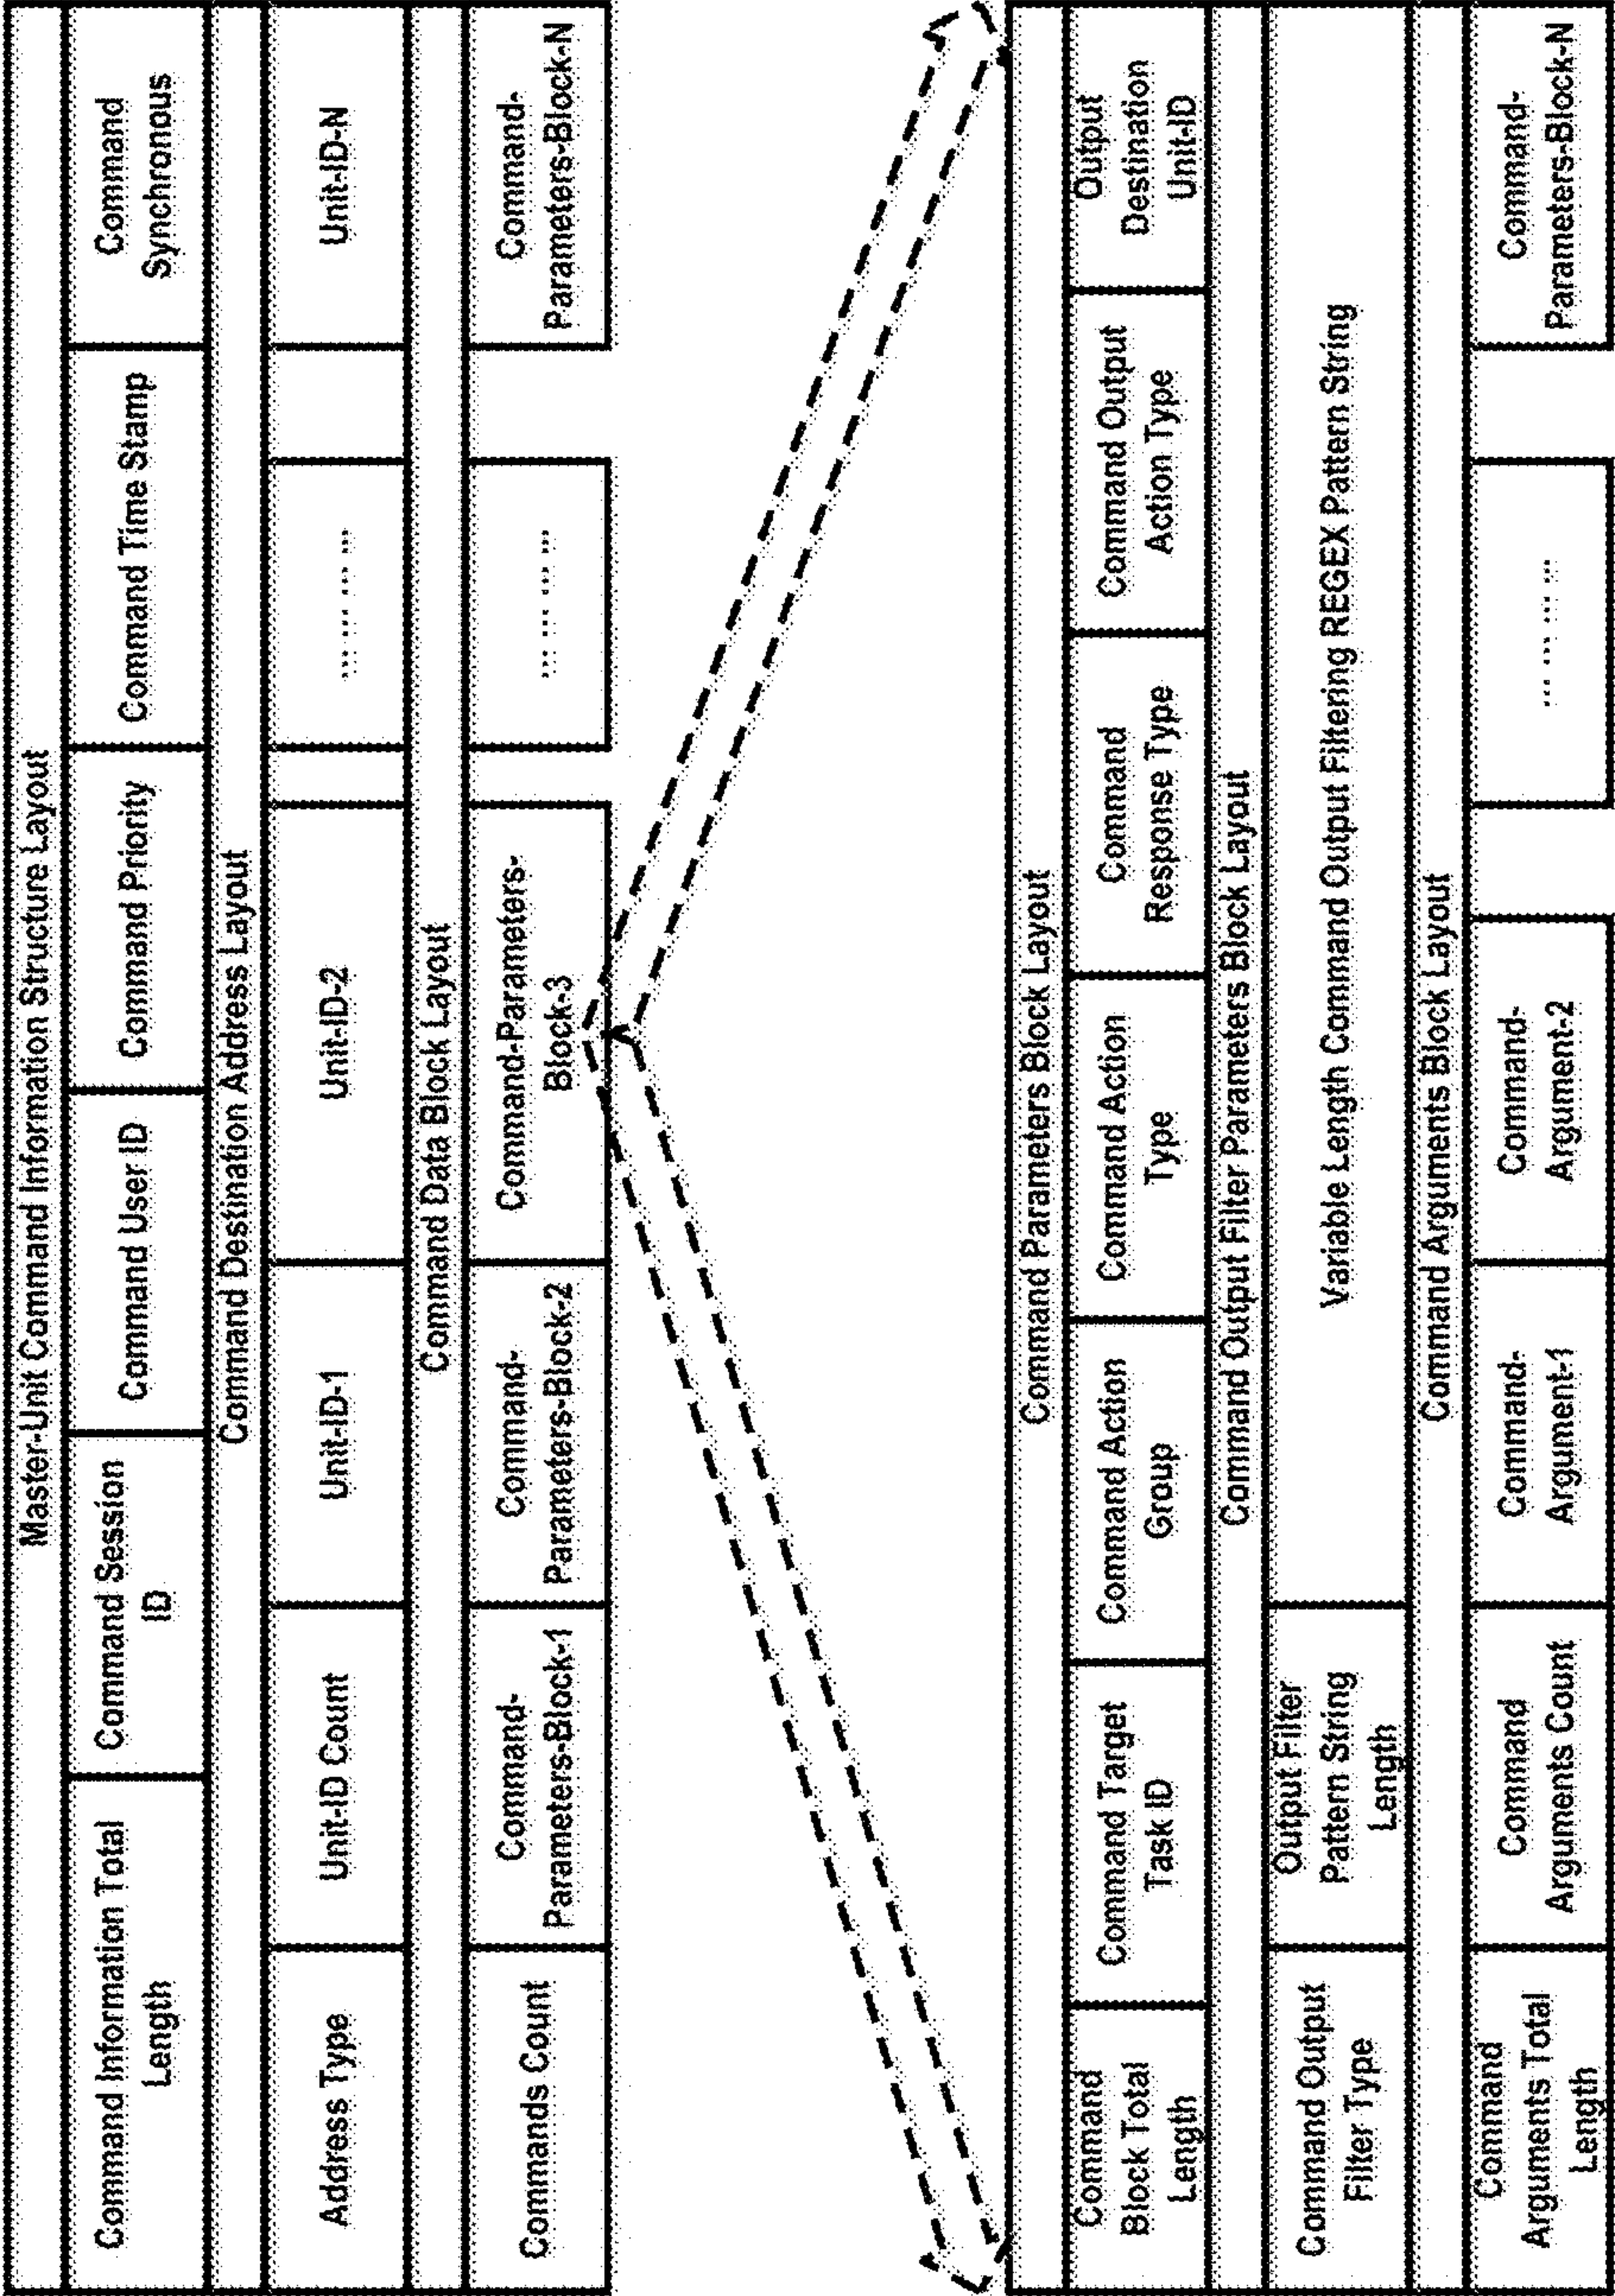 Master-Unit Command Information Structure Layout
Command Information Total
Length
Command Session
ID
Command User ID
Command Priority
Command Time Stamp
Command
Synchronous
Command Destination Address Layout
Address Type
Unit-ID Count
Unit-ID-1
Unit-ID-2
... ... ... ...
Unit-ID-N
Command Data Block Layout
Commands Count
Command-
Parameters-Block-1
Command-
Parameters-Block-2
Command-Parameters-
Block-3
... ... ... ...
Command-
Parameters-Block-N
Command Parameters Block Layout
Command
Block Total
Length
Command Target
Task ID
Command Action
Group
Command Action
Type
Command
Response Type
Command Output
Action Type
Output
Destination
Unit-ID
Command Output Filter Parameters Block Layout
Command Output
Filter Type
Output Filter
Pattern String
Length
Variable Length Command Output Filtering REGEX Pattern String
Command Arguments Block Layout
Command
Arguments Total
Length
Command
Arguments Count
Command-
Argument-1
Command-
Argument-2
... ... ... ...
Command-
Parameters-Block-N